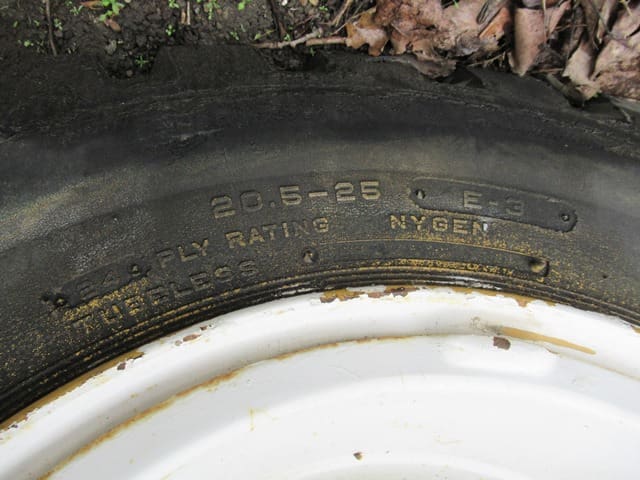 20.5-25 E-3
24 PLY RATING NYGEN
TUBELESS